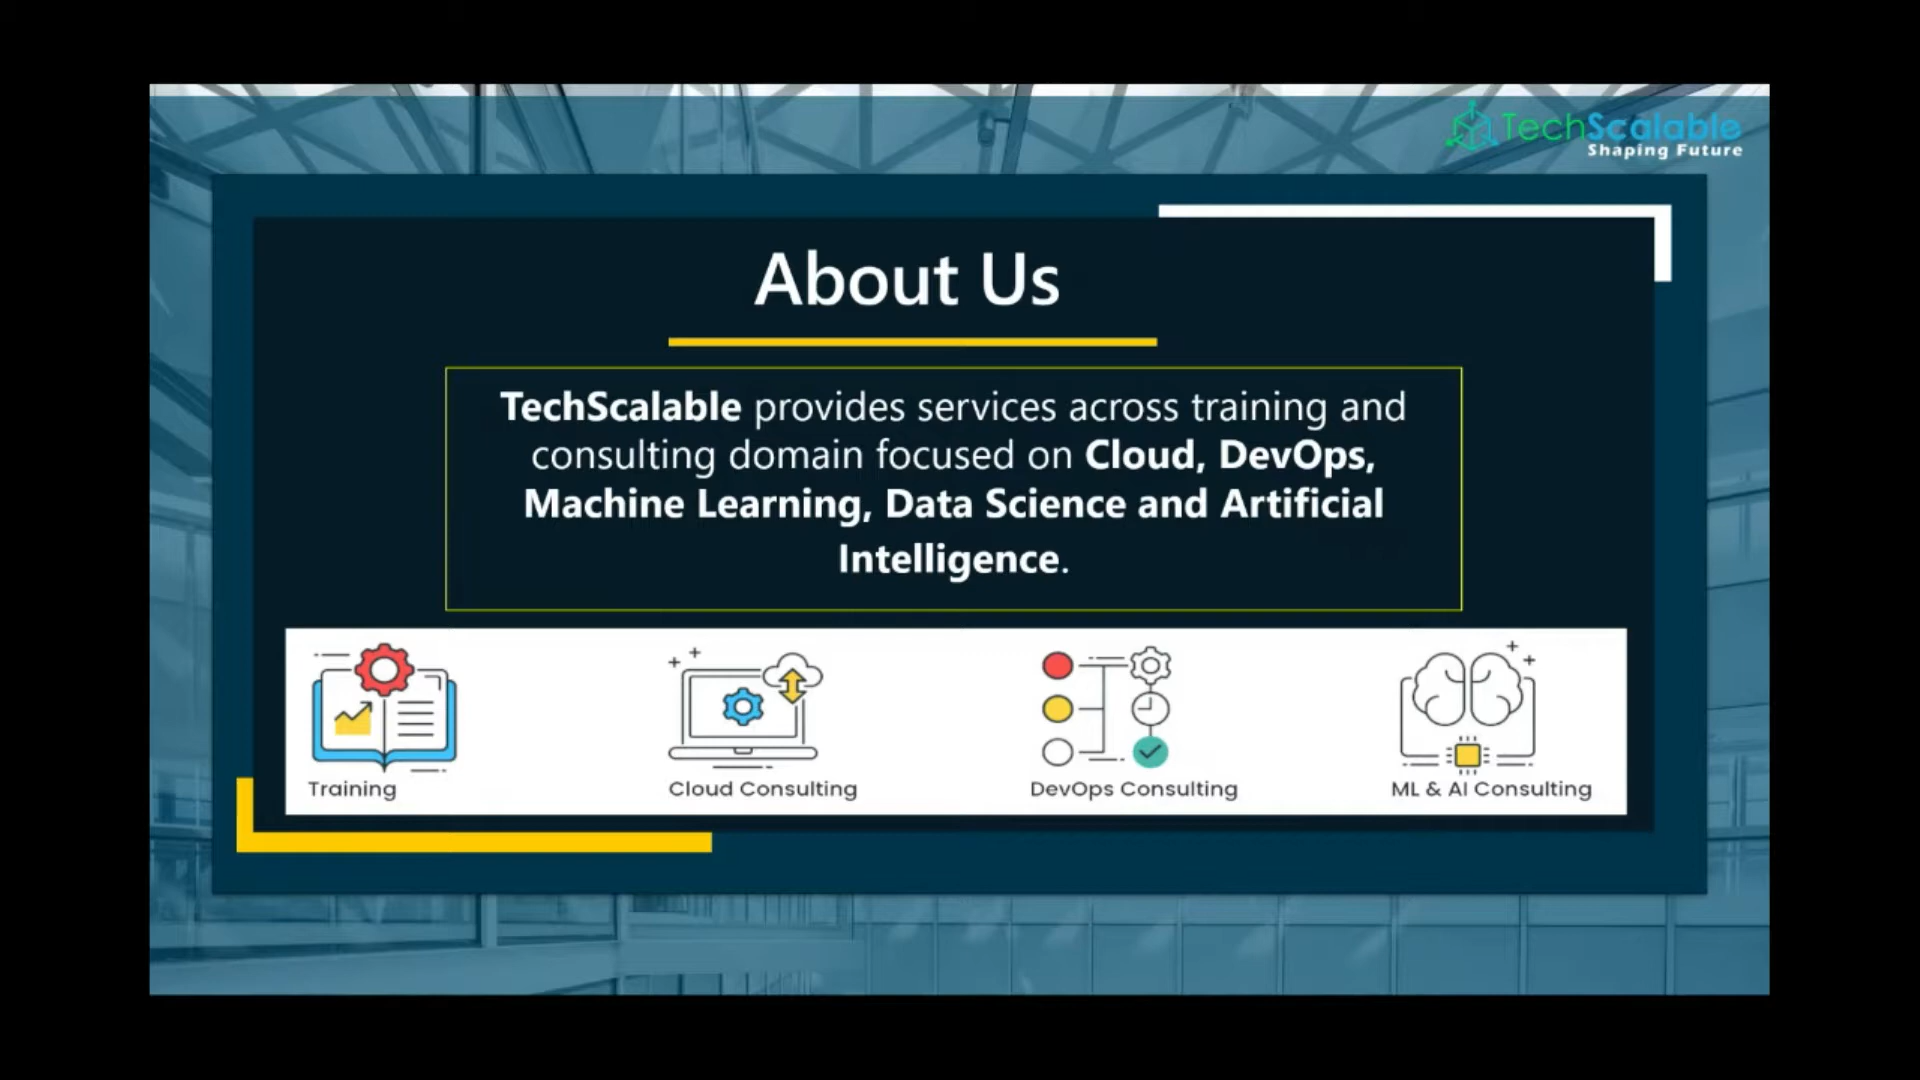 TechScalable
Shaping Future
About Us
TechScalable provides services across training and
consulting domain focused on Cloud, DevOps,
Machine Learning, Data Science and Artificial
Intelligence.
Training
Cloud Consulting
DevOps Consulting
ML & AI Consulting